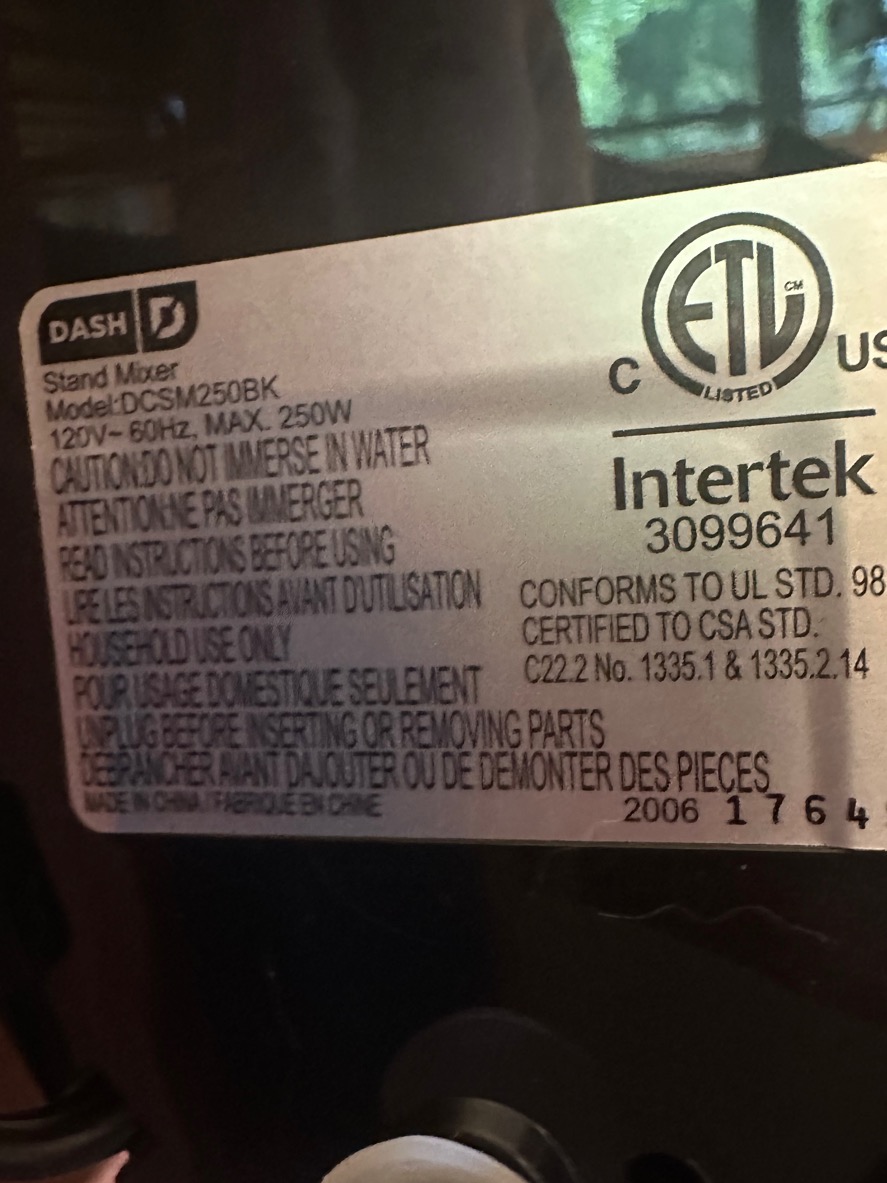 DASH D
Stand Mixer
Model:DCSM250BK
120V~ 60Hz, MAX. 250W
CAUTION:DO NOT IMMERSE IN WATER
ATTENTION:NE PAS IMMERGER
READ INSTRUCTIONS BEFORE USING
LIRE LES INSTRUCTIONS AVANT D'UTILISATION
HOUSEHOLD USE ONLY
POUR USAGE DOMESTIQUE SEULEMENT
UNPLUG BEFORE INSERTING OR REMOVING PARTS
DEBRANCHER AVANT DAJOUTER OU DE DEMONTER DES PIECES
MADE IN CHINA / FABRIQUE EN CHINE
C ETL CM US
LISTED
Intertek
3099641
CONFORMS TO UL STD. 98
CERTIFIED TO CSA STD.
C22.2 No. 1335.1 & 1335.2.14
2006 1764